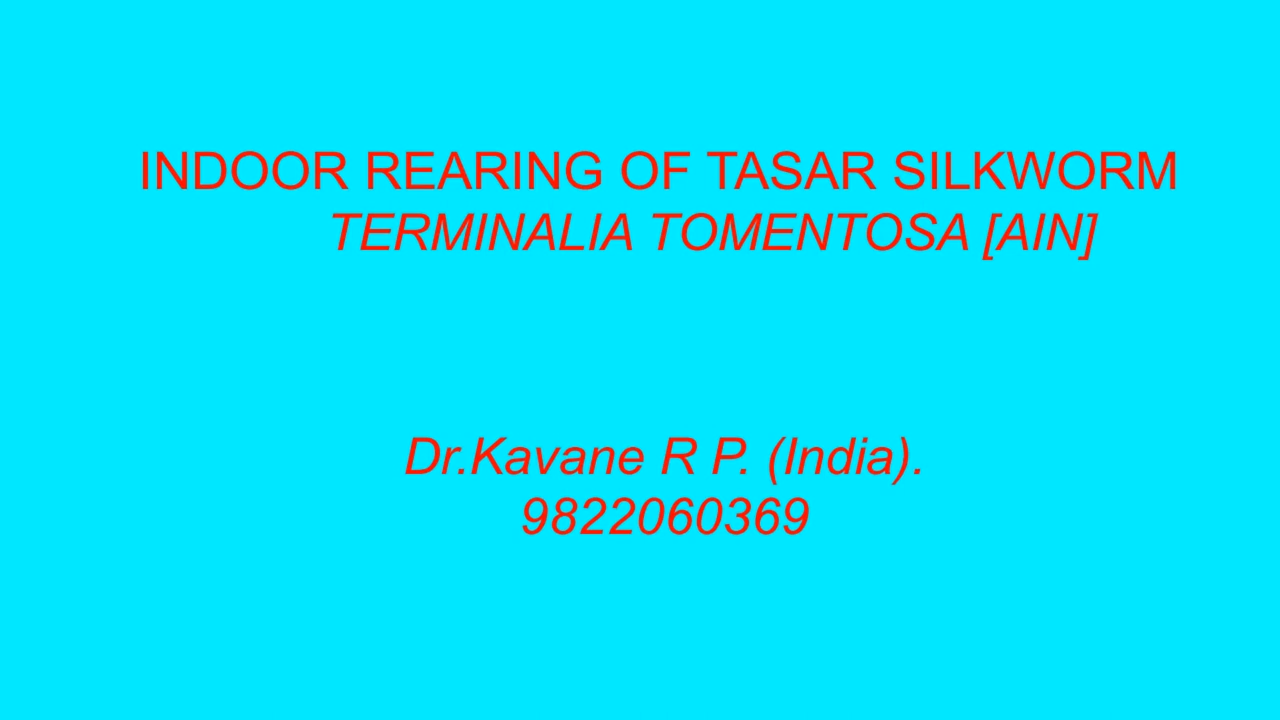 INDOOR REARING OF TASAR SILKWORM
TERMINALIA TOMENTOSA [AIN]
Dr.Kavane R P. (India).
9822060369